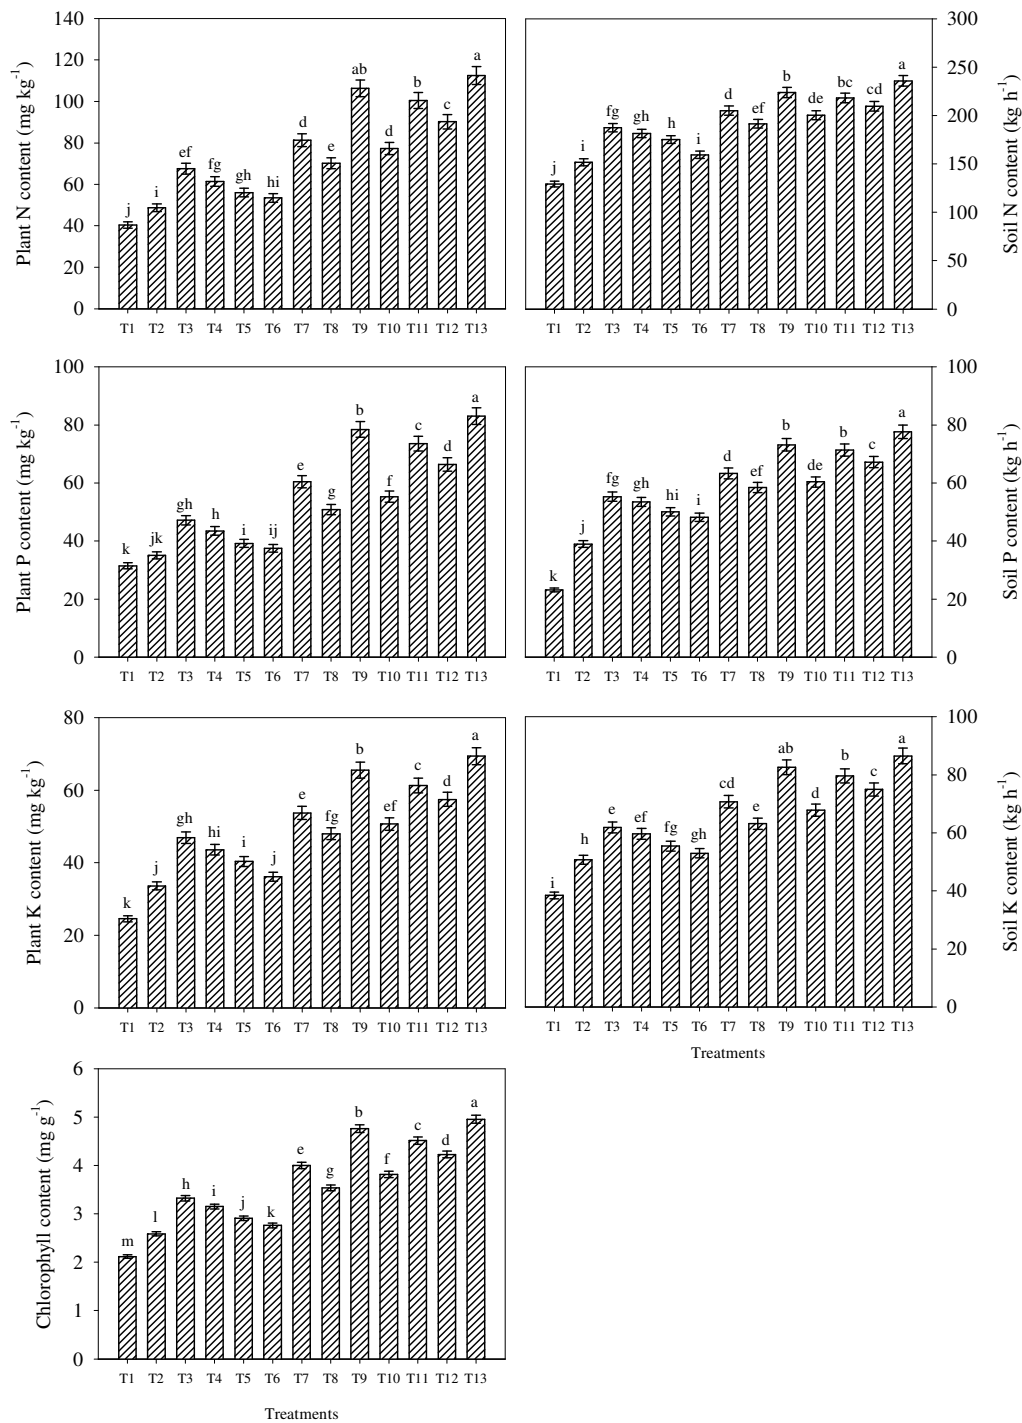 Plant N content (mg kg⁻¹)
140
120
100
80
60
40
20
0
j i ef fg gh hi d e ab d b c a
T1 T2 T3 T4 T5 T6 T7 T8 T9 T10 T11 T12 T13
Soil N content (kg h⁻¹)
300
250
200
150
100
50
0
j i fg gh h i d ef b de bc cd a
T1 T2 T3 T4 T5 T6 T7 T8 T9 T10 T11 T12 T13
Plant P content (mg kg⁻¹)
100
80
60
40
20
0
k jk gh h i ij e g b f c d a
T1 T2 T3 T4 T5 T6 T7 T8 T9 T10 T11 T12 T13
Soil P content (kg h⁻¹)
100
80
60
40
20
0
k j fg gh hi i d ef b de b c a
T1 T2 T3 T4 T5 T6 T7 T8 T9 T10 T11 T12 T13
Plant K content (mg kg⁻¹)
80
60
40
20
0
k j gh hi i j e fg b ef c d a
T1 T2 T3 T4 T5 T6 T7 T8 T9 T10 T11 T12 T13
Soil K content (kg h⁻¹)
100
80
60
40
20
0
i h e ef fg gh cd e ab d b c a
T1 T2 T3 T4 T5 T6 T7 T8 T9 T10 T11 T12 T13
Treatments
Chlorophyll content (mg g⁻¹)
6
5
4
3
2
1
0
m l h i j k e g b f c d a
T1 T2 T3 T4 T5 T6 T7 T8 T9 T10 T11 T12 T13
Treatments